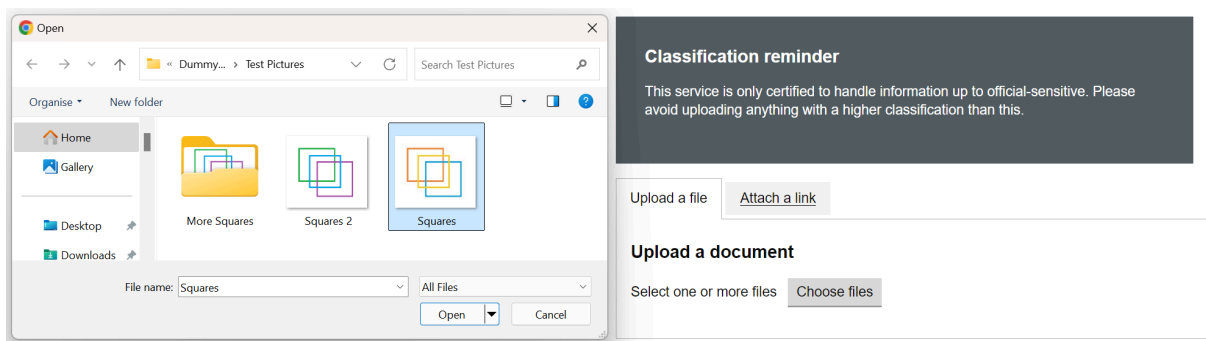 Open
« Dummy... › Test Pictures
Search Test Pictures
Organise
New folder
Home
Gallery
Desktop
Downloads
More Squares
Squares 2
Squares
File name: Squares
All Files
Open
Cancel
Classification reminder
This service is only certified to handle information up to official-sensitive. Please
avoid uploading anything with a higher classification than this.
Upload a file
Attach a link
Upload a document
Select one or more files
Choose files